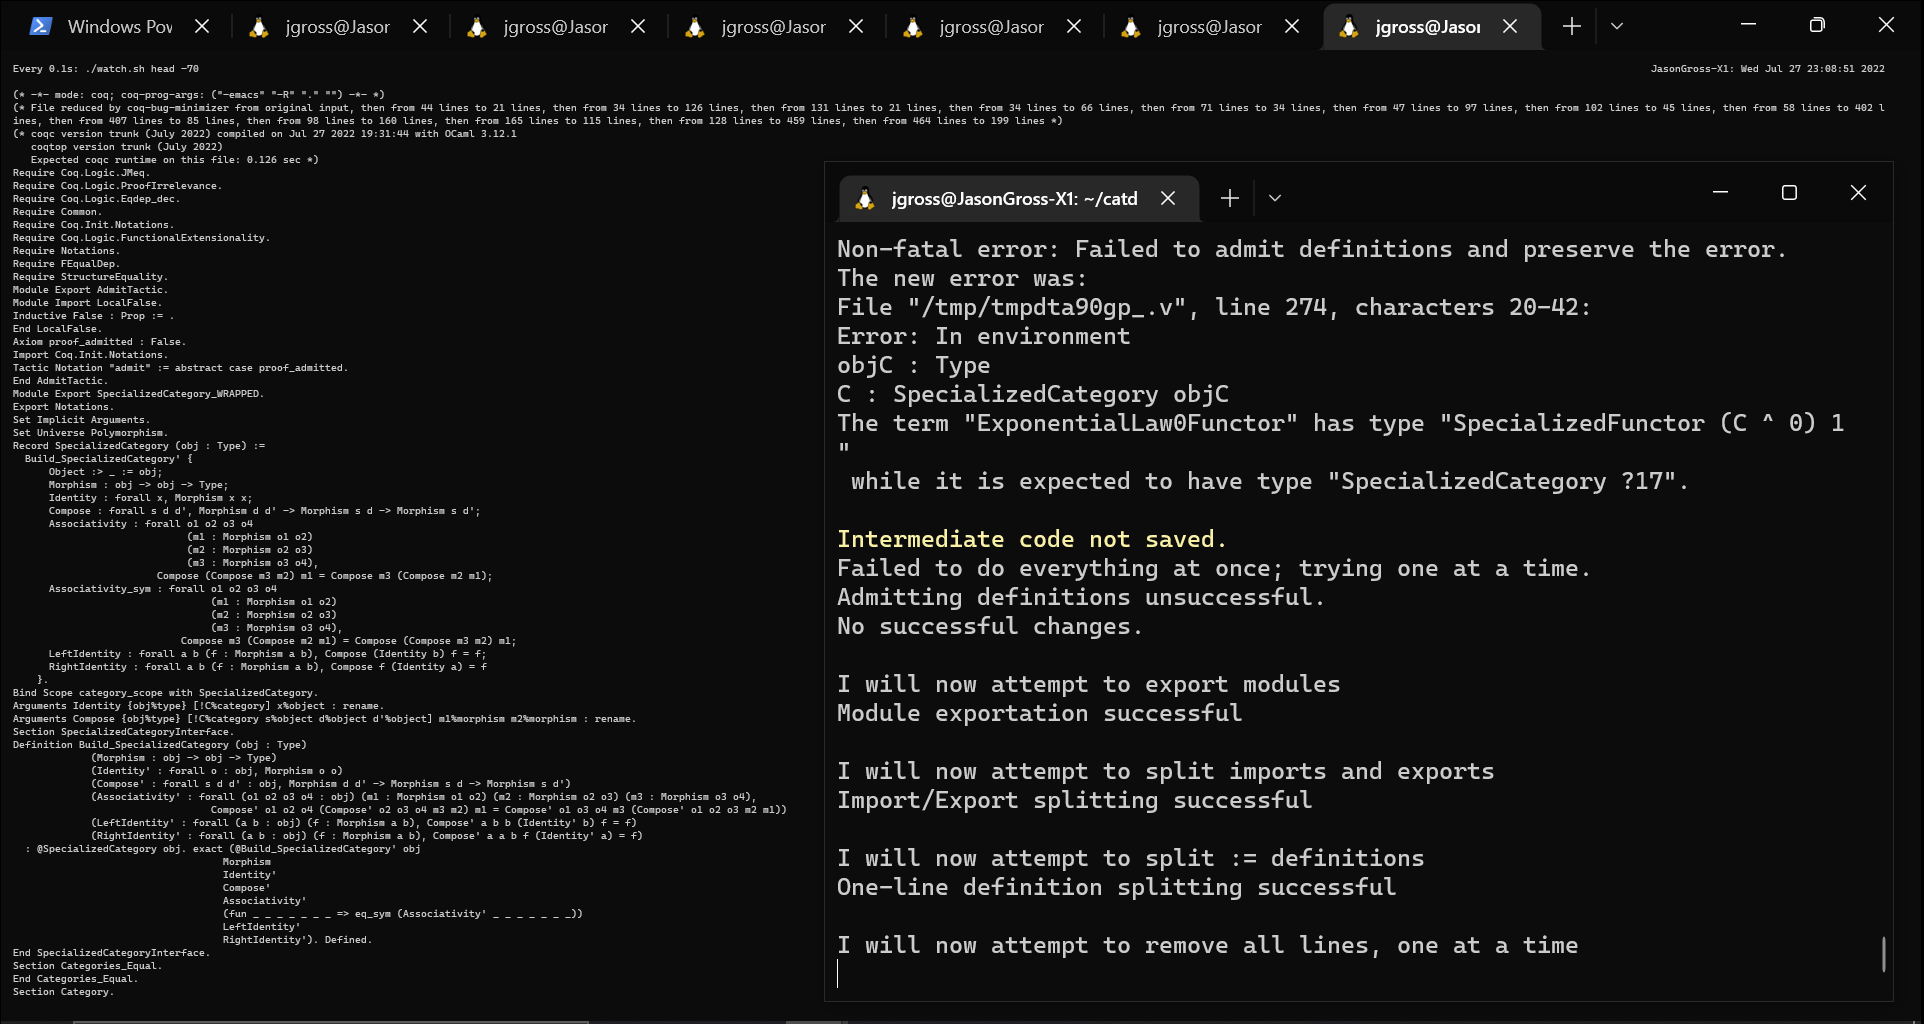 Windows Pov
jgross@Jasor
jgross@Jasor
jgross@Jasor
jgross@Jasor
jgross@Jasor
jgross@Jasor
Every 0.1s: ./watch.sh head -70
JasonGross-X1: Wed Jul 27 23:08:51 2022
(* -*- mode: coq; coq-prog-args: ("-emacs" "-R" "." "") -*- *)
(* File reduced by coq-bug-minimizer from original input, then from 44 lines to 21 lines, then from 34 lines to 126 lines, then from 131 lines to 21 lines, then from 34 lines to 66 lines, then from 71 lines to 34 lines, then from 47 lines to 97 lines, then from 102 lines to 45 lines, then from 58 lines to 402 l
ines, then from 407 lines to 85 lines, then from 98 lines to 160 lines, then from 165 lines to 115 lines, then from 128 lines to 459 lines, then from 464 lines to 199 lines *)
(* coqc version trunk (July 2022) compiled on Jul 27 2022 19:31:44 with OCaml 3.12.1
coqtop version trunk (July 2022)
Expected coqc runtime on this file: 0.126 sec *)
Require Coq.Logic.JMeq.
Require Coq.Logic.ProofIrrelevance.
Require Coq.Logic.Eqdep_dec.
Require Common.
Require Coq.Init.Notations.
Require Coq.Logic.FunctionalExtensionality.
Require Notations.
Require FEqualDep.
Require StructureEquality.
Module Export AdmitTactic.
Module Import LocalFalse.
Inductive False : Prop := .
End LocalFalse.
Axiom proof_admitted : False.
Import Coq.Init.Notations.
Tactic Notation "admit" := abstract case proof_admitted.
End AdmitTactic.
Module Export SpecializedCategory_WRAPPED.
Export Notations.
Set Implicit Arguments.
Set Universe Polymorphism.
Record SpecializedCategory (obj : Type) :=
Build_SpecializedCategory' {
Object :> _ := obj;
Morphism : obj -> obj -> Type;
Identity : forall x, Morphism x x;
Compose : forall s d d', Morphism d d' -> Morphism s d -> Morphism s d';
Associativity : forall o1 o2 o3 o4
(m1 : Morphism o1 o2)
(m2 : Morphism o2 o3)
(m3 : Morphism o3 o4),
Compose (Compose m3 m2) m1 = Compose m3 (Compose m2 m1);
Associativity_sym : forall o1 o2 o3 o4
(m1 : Morphism o1 o2)
(m2 : Morphism o2 o3)
(m3 : Morphism o3 o4),
Compose m3 (Compose m2 m1) = Compose (Compose m3 m2) m1;
LeftIdentity : forall a b (f : Morphism a b), Compose (Identity b) f = f;
RightIdentity : forall a b (f : Morphism a b), Compose f (Identity a) = f
}.
Bind Scope category_scope with SpecializedCategory.
Arguments Identity {obj%type} [!C%category] x%object : rename.
Arguments Compose {obj%type} [!C%category s%object d%object d'%object] m1%morphism m2%morphism : rename.
Section SpecializedCategoryInterface.
Definition Build_SpecializedCategory (obj : Type)
(Morphism : obj -> obj -> Type)
(Identity' : forall o : obj, Morphism o o)
(Compose' : forall s d d' : obj, Morphism d d' -> Morphism s d -> Morphism s d')
(Associativity' : forall (o1 o2 o3 o4 : obj) (m1 : Morphism o1 o2) (m2 : Morphism o2 o3) (m3 : Morphism o3 o4),
Compose' o1 o2 o4 (Compose' o2 o3 o4 m3 m2) m1 = Compose' o1 o3 o4 m3 (Compose' o1 o2 o3 m2 m1))
(LeftIdentity' : forall (a b : obj) (f : Morphism a b), Compose' a b b (Identity' b) f = f)
(RightIdentity' : forall (a b : obj) (f : Morphism a b), Compose' a a b f (Identity' a) = f)
: @SpecializedCategory obj. exact (@Build_SpecializedCategory' obj
Morphism
Identity'
Compose'
Associativity'
(fun _ _ _ _ _ _ _ => eq_sym (Associativity' _ _ _ _ _ _ _))
LeftIdentity'
RightIdentity'). Defined.
End SpecializedCategoryInterface.
Section Categories_Equal.
End Categories_Equal.
Section Category.
jgross@JasonGross-X1: ~/catd
Non-fatal error: Failed to admit definitions and preserve the error.
The new error was:
File "/tmp/tmpdta90gp_.v", line 274, characters 20-42:
Error: In environment
objC : Type
C : SpecializedCategory objC
The term "ExponentialLaw0Functor" has type "SpecializedFunctor (C ^ 0) 1
"
while it is expected to have type "SpecializedCategory ?17".
Intermediate code not saved.
Failed to do everything at once; trying one at a time.
Admitting definitions unsuccessful.
No successful changes.
I will now attempt to export modules
Module exportation successful
I will now attempt to split imports and exports
Import/Export splitting successful
I will now attempt to split := definitions
One-line definition splitting successful
I will now attempt to remove all lines, one at a time